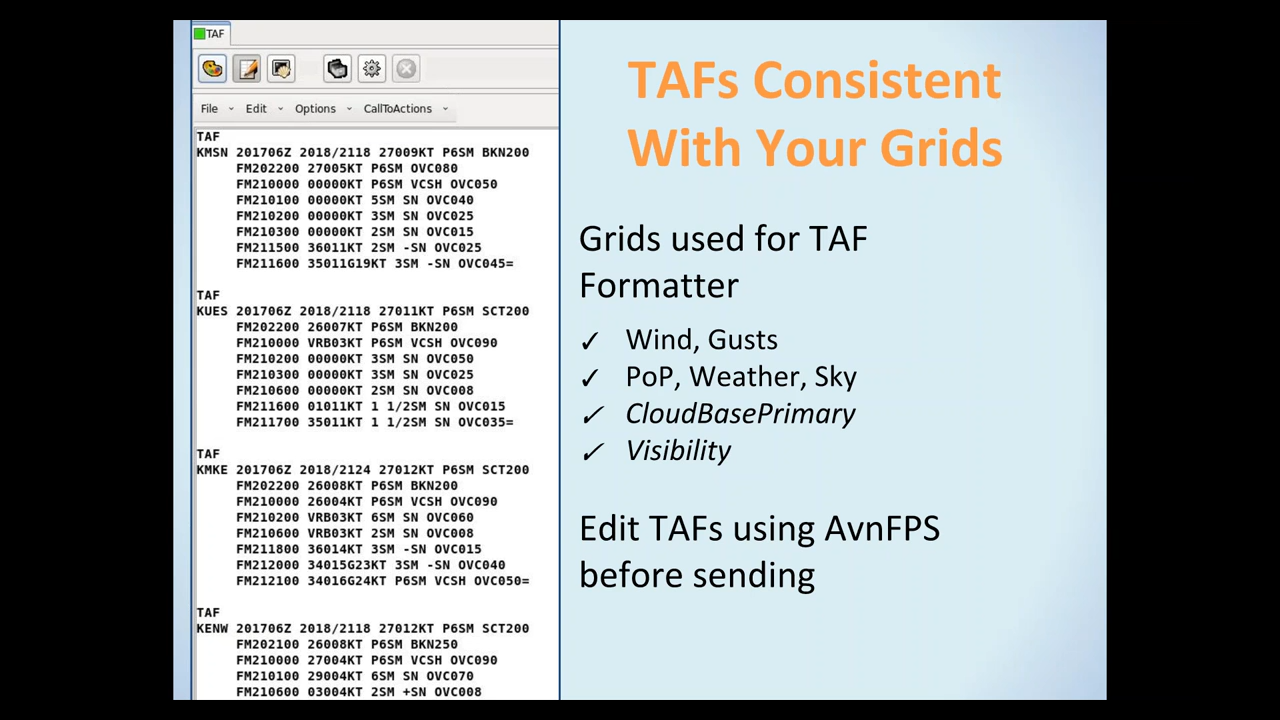 TAF
File Edit Options CallToActions
TAF
KMSN 201706Z 2018/2118 27009KT P6SM BKN200
FM202200 27005KT P6SM OVC080
FM210000 00000KT P6SM VCSH OVC050
FM210100 00000KT 5SM SN OVC040
FM210200 00000KT 3SM SN OVC025
FM210300 00000KT 2SM SN OVC015
FM211500 36011KT 2SM -SN OVC025
FM211600 35011G19KT 3SM -SN OVC045=
TAF
KUES 201706Z 2018/2118 27011KT P6SM SCT200
FM202200 26007KT P6SM BKN200
FM210000 VRB03KT P6SM VCSH OVC090
FM210200 00000KT 3SM SN OVC050
FM210300 00000KT 3SM SN OVC025
FM210600 00000KT 2SM SN OVC008
FM211600 01011KT 1 1/2SM SN OVC015
FM211700 35011KT 1 1/2SM SN OVC035=
TAF
KMKE 201706Z 2018/2124 27012KT P6SM SCT200
FM202200 26008KT P6SM BKN200
FM210000 26004KT P6SM VCSH OVC090
FM210200 VRB03KT 6SM SN OVC060
FM210600 VRB03KT 2SM SN OVC008
FM211800 36014KT 3SM -SN OVC015
FM212000 34015G23KT 3SM -SN OVC040
FM212100 34016G24KT P6SM VCSH OVC050=
TAF
KENW 201706Z 2018/2118 27012KT P6SM SCT200
FM202100 26008KT P6SM BKN250
FM210000 27004KT P6SM VCSH OVC090
FM210100 29004KT 6SM SN OVC070
FM210600 03004KT 2SM +SN OVC008
TAFs Consistent
With Your Grids
Grids used for TAF
Formatter
✓ Wind, Gusts
✓ PoP, Weather, Sky
✓ CloudBasePrimary
✓ Visibility
Edit TAFs using AvnFPS
before sending